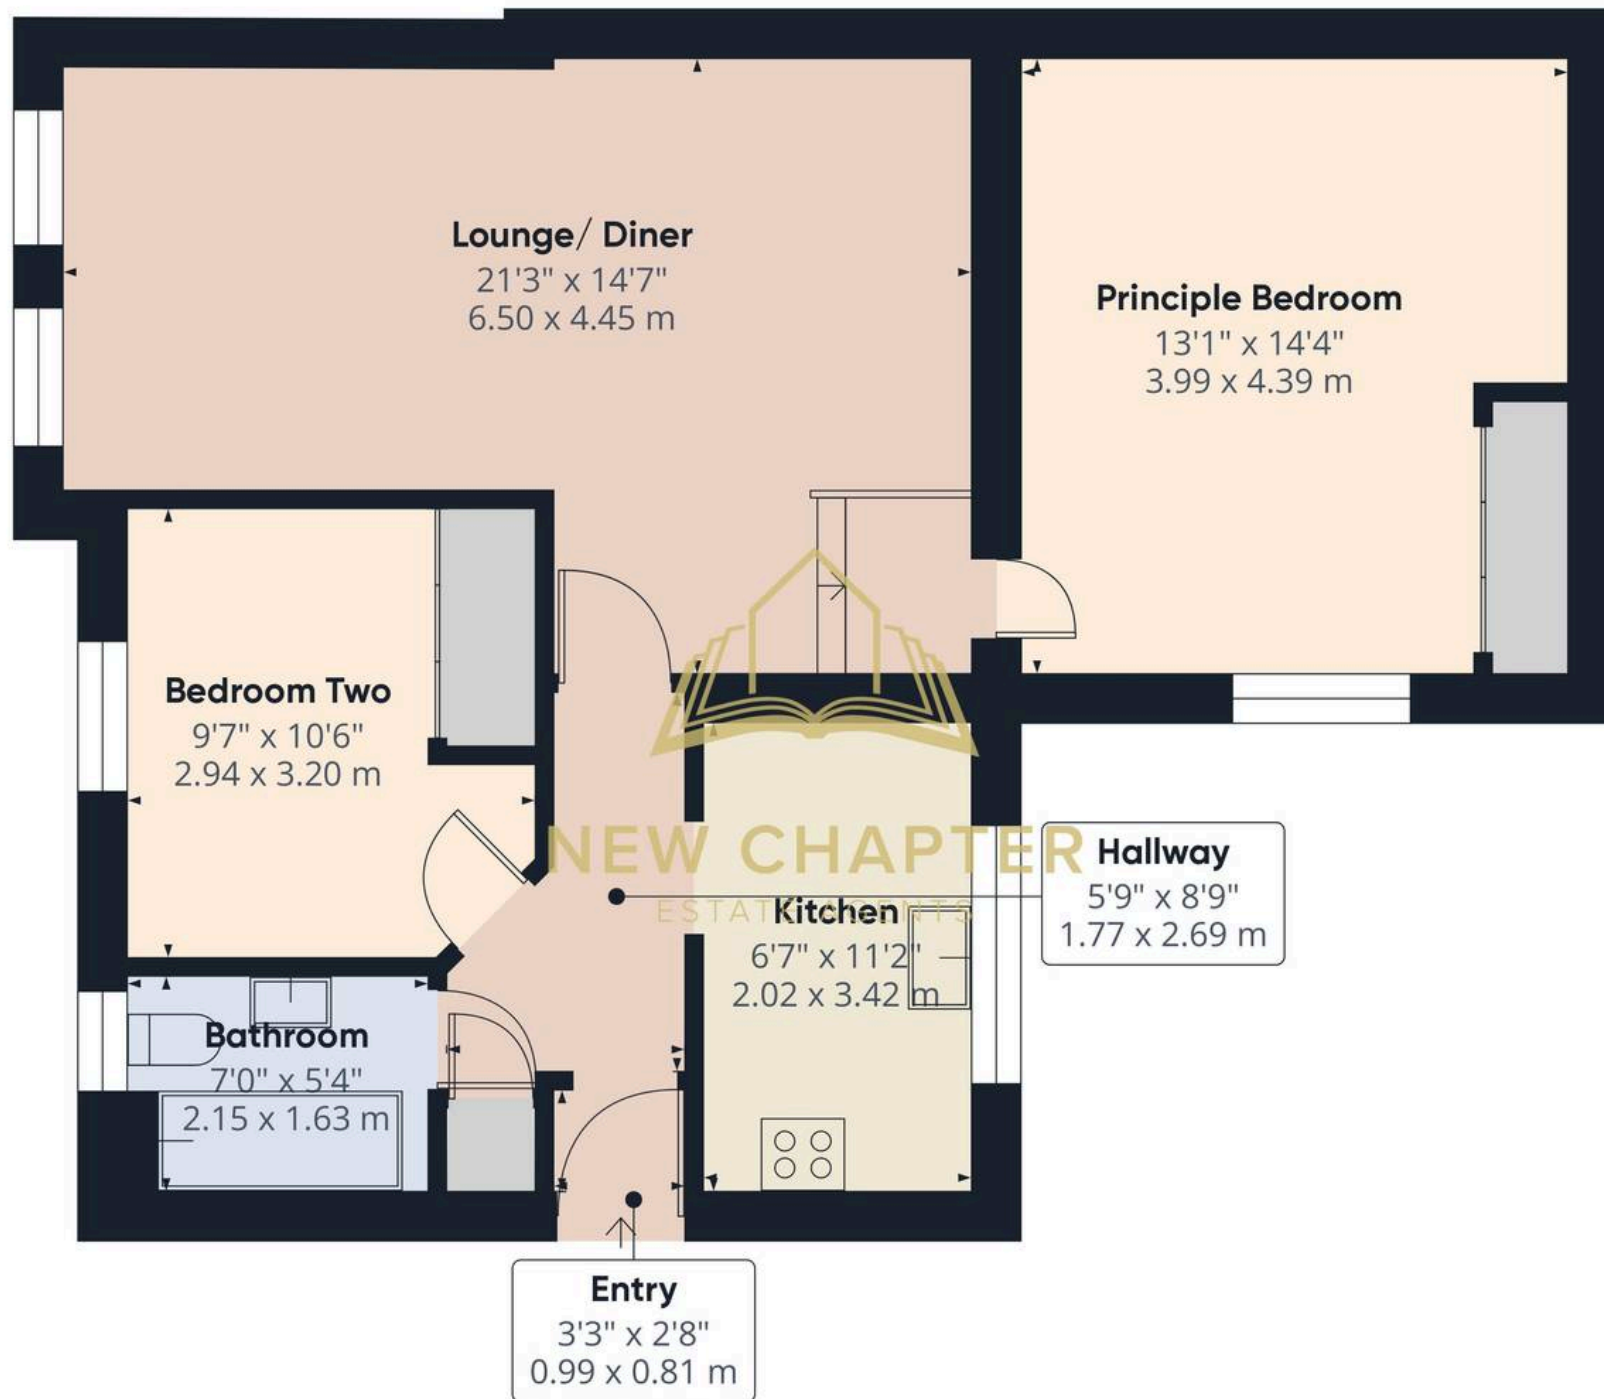 Lounge/ Diner
21'3" x 14'7"
6.50 x 4.45 m
Principle Bedroom
13'1" x 14'4"
3.99 x 4.39 m
Bedroom Two
9'7" x 10'6"
2.94 x 3.20 m
NEW CHAPTER
ESTATE AGENTS
Hallway
5'9" x 8'9"
1.77 x 2.69 m
Kitchen
6'7" x 11'2"
2.02 x 3.42 m
Bathroom
7'0" x 5'4"
2.15 x 1.63 m
Entry
3'3" x 2'8"
0.99 x 0.81 m